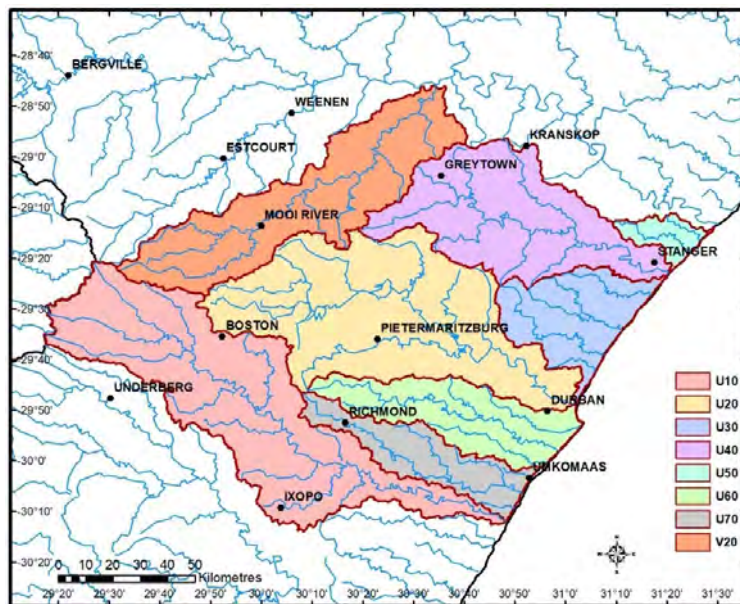 -28°40'
-28°50'
-29°0'
-29°10'
-29°20'
-29°30'
-29°40'
-29°50'
-30°0'
-30°10'
-30°20'
BERGVILLE
WEENEN
ESTCOURT
KRANSKOP
GREYTOWN
MOOI RIVER
STANGER
BOSTON
PIETERMARITZBURG
UNDERBERG
DURBAN
RICHMOND
UMKOMAAS
IXOPO
U10
U20
U30
U40
U50
U60
U70
V20
0 10 20 30 40 50
Kilometres
29°20' 29°30' 29°50' 30°0' 30°10' 30°20' 30°30' 30°40' 30°50' 31°0' 31°10' 31°20' 31°30'